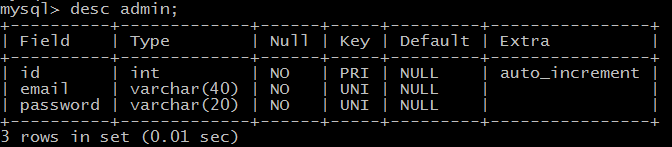 mysql> desc admin;
+----------+-------------+------+-----+---------+----------------+
| Field    | Type        | Null | Key | Default | Extra          |
+----------+-------------+------+-----+---------+----------------+
| id       | int         | NO   | PRI | NULL    | auto_increment |
| email    | varchar(40) | NO   | UNI | NULL    |                |
| password | varchar(20) | NO   | UNI | NULL    |                |
+----------+-------------+------+-----+---------+----------------+
3 rows in set (0.01 sec)